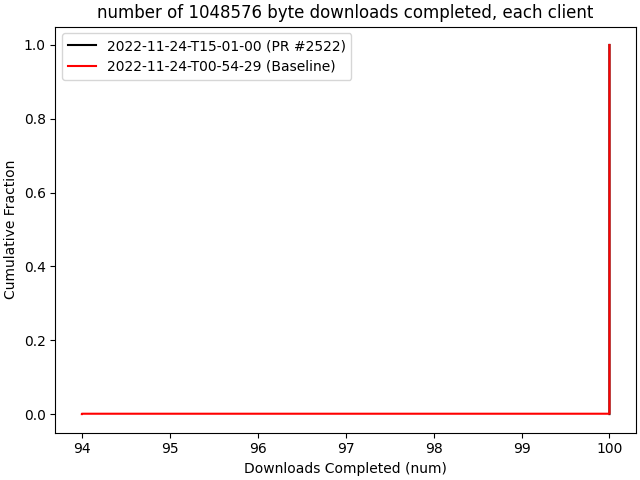 number of 1048576 byte downloads completed, each client
2022-11-24-T15-01-00 (PR #2522)
2022-11-24-T00-54-29 (Baseline)
Cumulative Fraction
1.0
0.8
0.6
0.4
0.2
0.0
94 95 96 97 98 99 100
Downloads Completed (num)